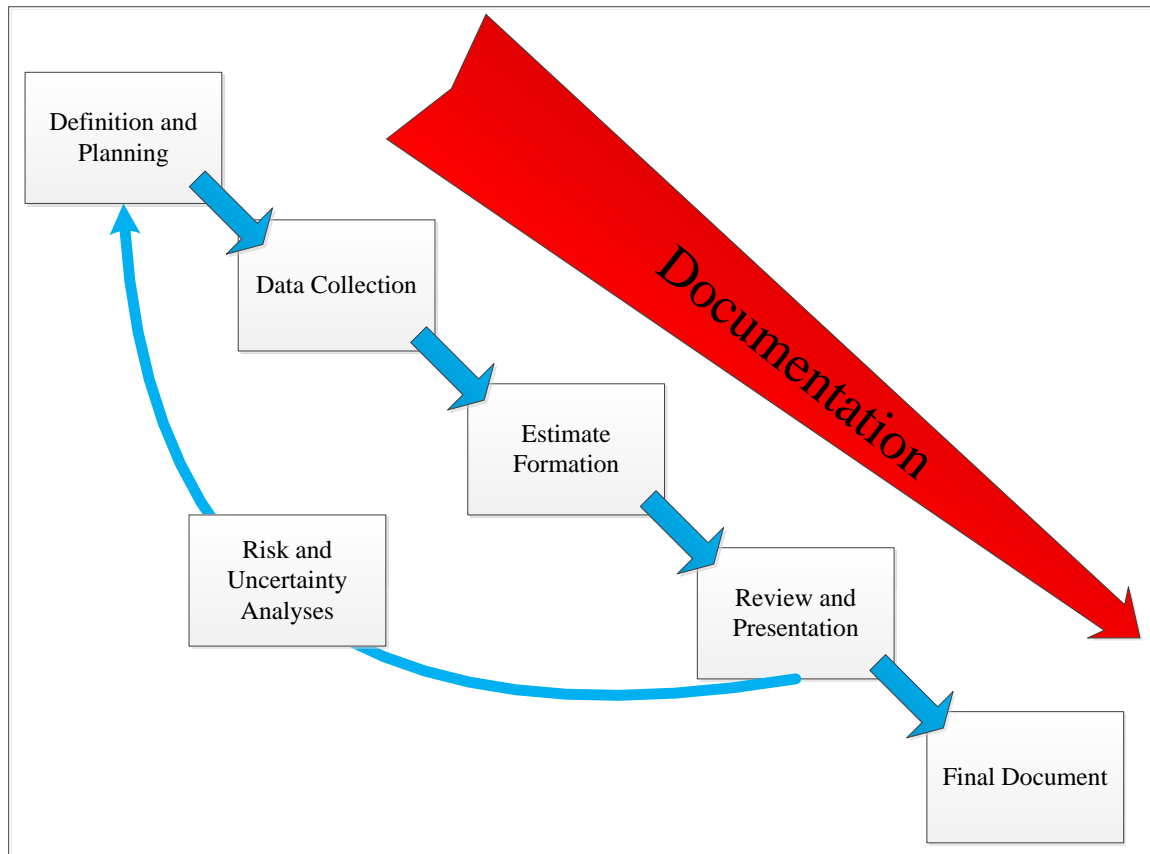 Definition and
Planning
Data Collection
Documentation
Estimate
Formation
Risk and
Uncertainty
Analyses
Review and
Presentation
Final Document